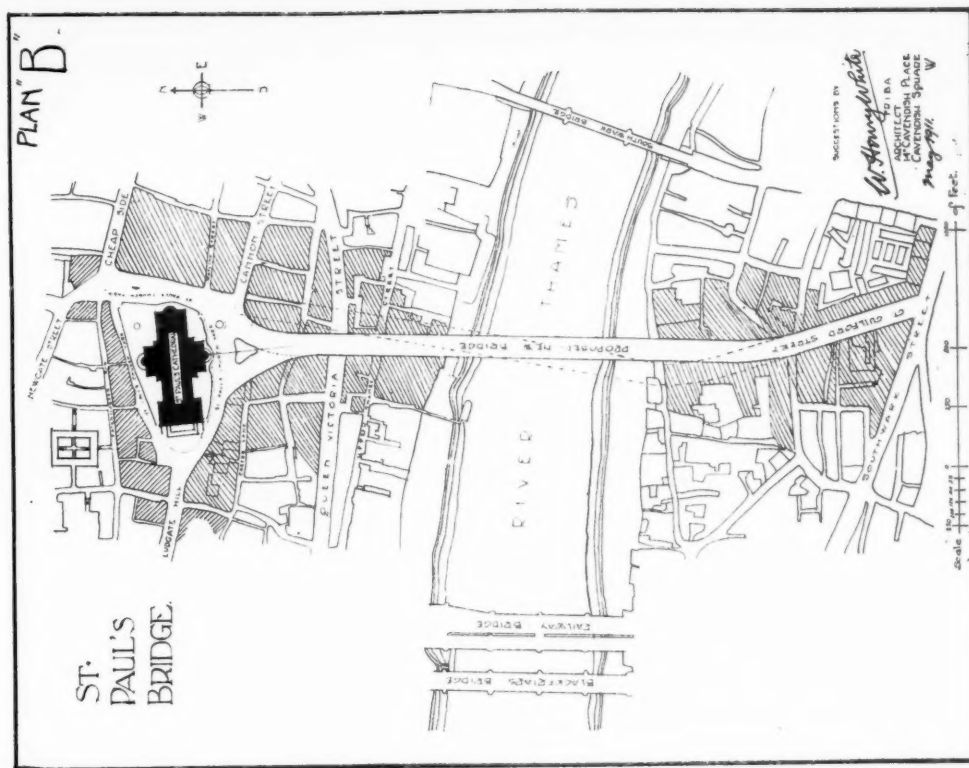 PLAN "B".
ST.
PAUL'S
BRIDGE.
N
W
E
S
NEWGATE STREET
CHEAP SIDE
ST PAUL'S CATHEDRAL
CANNON STREET
LUDGATE HILL
QUEEN VICTORIA STREET
RIVER THAMES
PROPOSED NEW BRIDGE
SOUTHWARK BRIDGE
RAILWAY BRIDGE
BLACKFRIARS BRIDGE
GT GUILFORD STREET
SOUTHWARK STREET
SUGGESTIONS BY
W. Henry White
F.R.I.B.A
ARCHITECT
CAVENDISH PLACE
CAVENDISH SQUARE
W
May 1911.
Scale
of Feet.